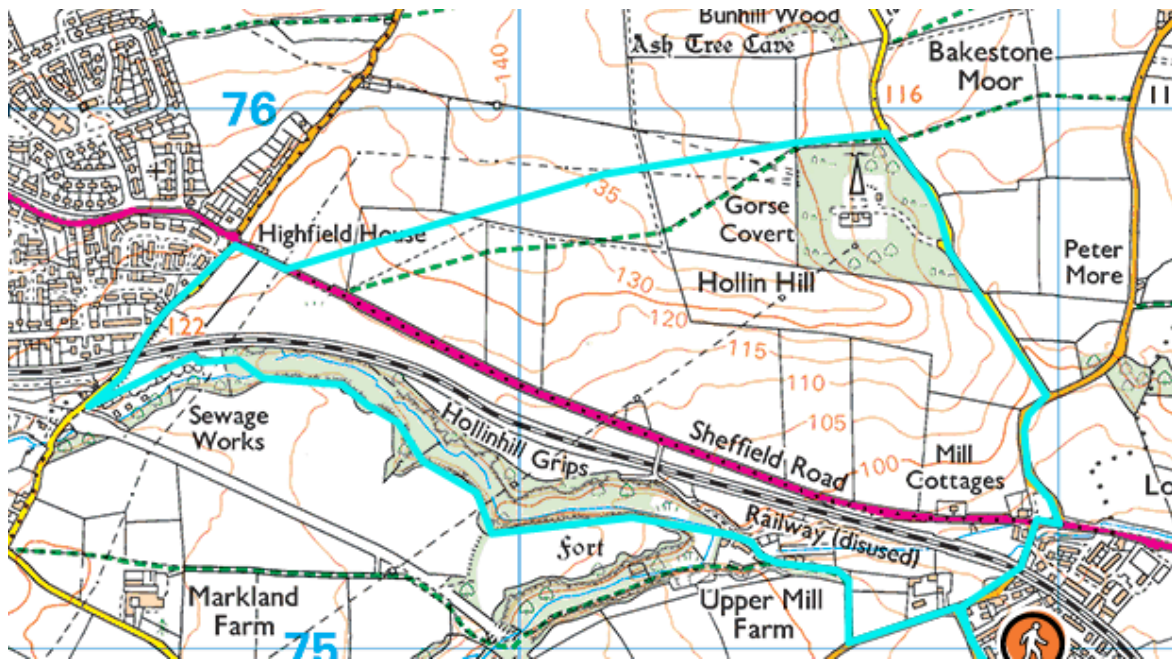 Bunhill Wood
Ash Tree Cave
140
Bakestone
Moor
116
11
76
135
Highfield House
Gorse
Covert
Peter
More
Hollin Hill
130
120
122
115
110
105
100
Sewage
Works
Hollinhill Grips
Sheffield Road
Mill
Cottages
Lo
Railway (disused)
Fort
Markland
Farm
Upper Mill
Farm
75